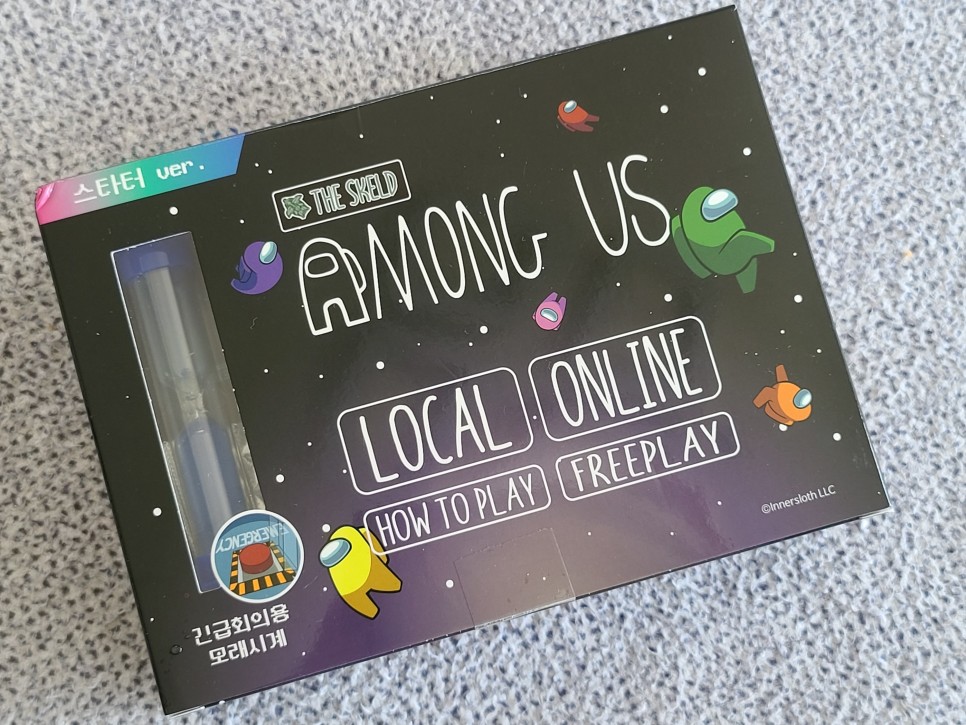 스타터 ver.
THE SKELD
AMONG US
LOCAL
ONLINE
HOW TO PLAY
FREEPLAY
©Innersloth LLC
EMERGENCY
긴급회의용
모래시계